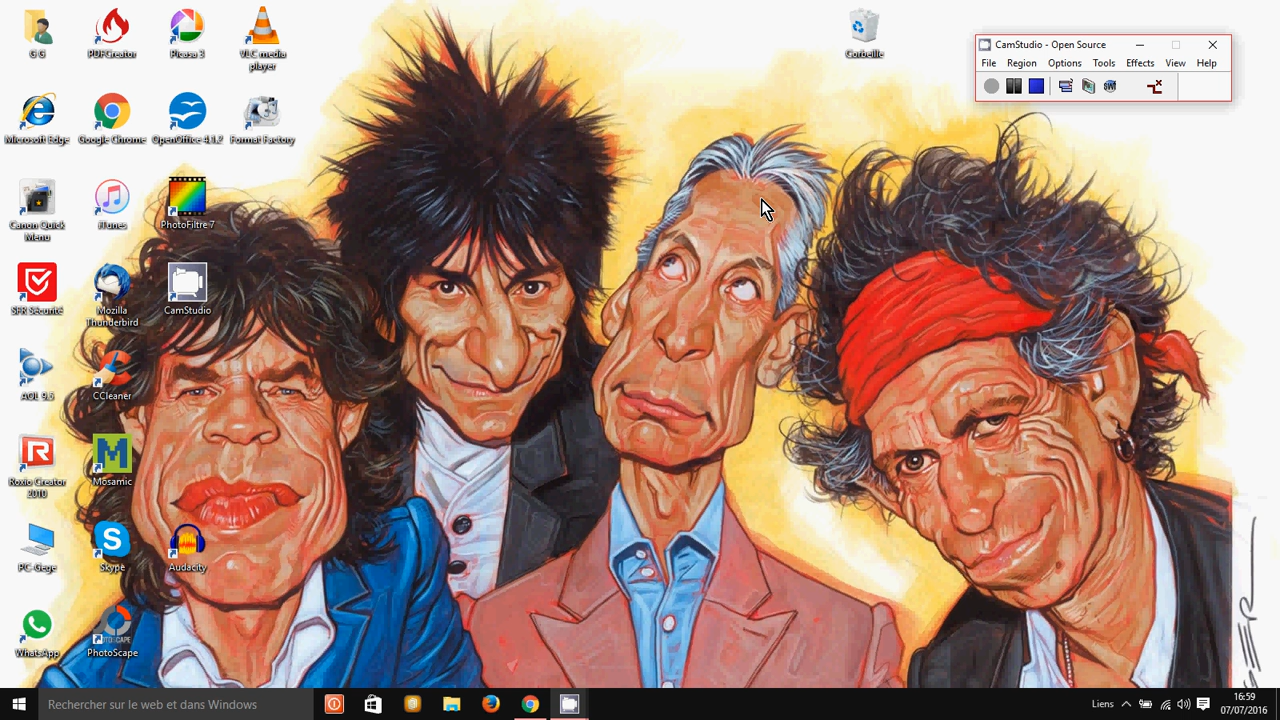 G G
PDFCreator
Picasa 3
VLC media
player
Corbeille
CamStudio - Open Source
File Region Options Tools Effects View Help
Microsoft Edge
Google Chrome
OpenOffice 4.1.2
Format Factory
Canon Quick
Menu
iTunes
PhotoFiltre 7
SFR Sécurité
Mozilla
Thunderbird
CamStudio
AOL 9.5
CCleaner
Roxio Creator
2010
Mosamic
PC-Gege
Skype
Audacity
WhatsApp
PhotoScape
Rechercher sur le web et dans Windows
Liens
16:59
07/07/2016